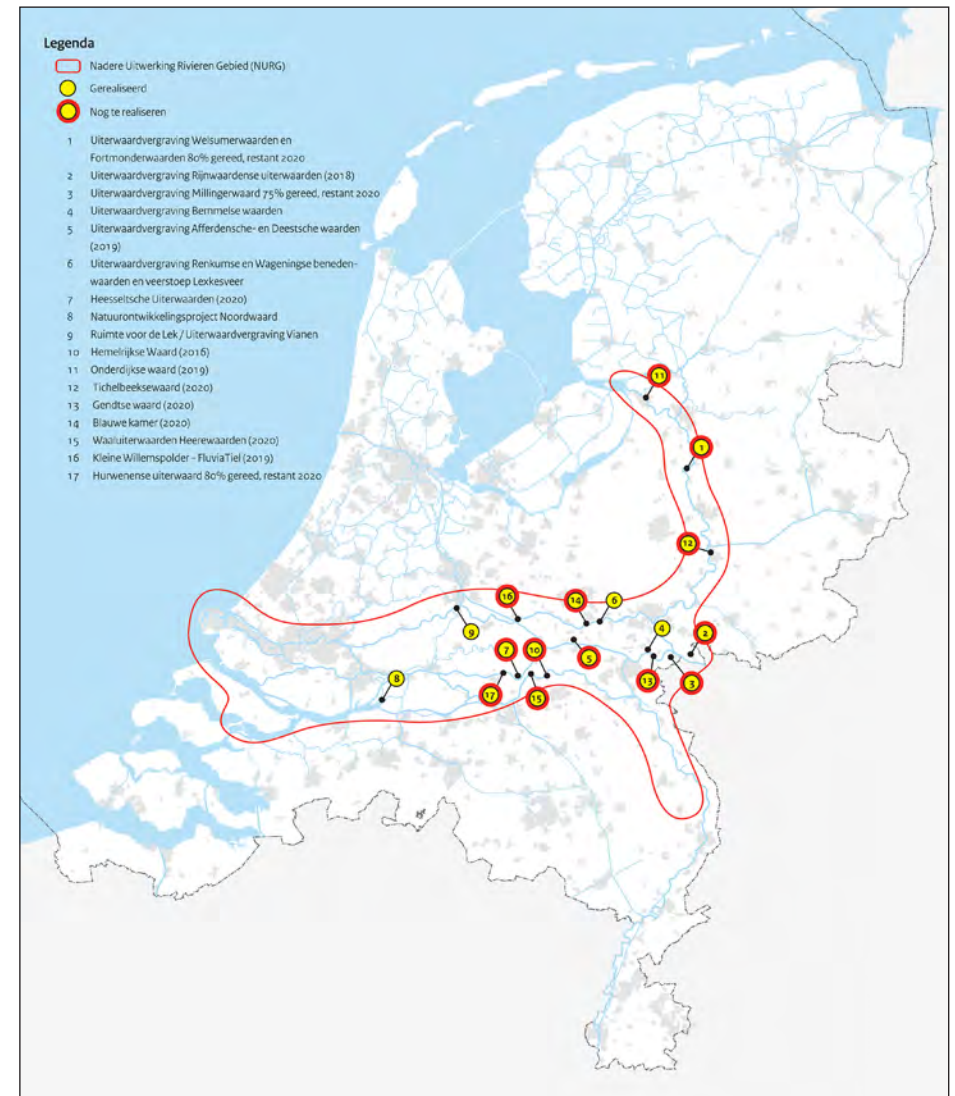 Legenda
Nadere Uitwerking Rivieren Gebied (NURG)
Gerealiseerd
Nog te realiseren
1 Uiterwaardvergraving Welsumerwaarden en
Fortmonderwaarden 80% gereed, restant 2020
2 Uiterwaardvergraving Rijnwaardense uiterwaarden (2018)
3 Uiterwaardvergraving Millingerwaard 75% gereed, restant 2020
4 Uiterwaardvergraving Bemmelse waarden
5 Uiterwaardvergraving Afferdensche- en Deestsche waarden
(2019)
6 Uiterwaardvergraving Renkumse en Wageningse beneden-
waarden en veerstoep Lexkesveer
7 Heesseltsche Uiterwaarden (2020)
8 Natuurontwikkelingsproject Noordwaard
9 Ruimte voor de Lek / Uiterwaardvergraving Vianen
10 Hemelrijkse Waard (2016)
11 Onderdijkse waard (2019)
12 Tichelbeeksewaard (2020)
13 Gendtse waard (2020)
14 Blauwe kamer (2020)
15 Waaluiterwaarden Heerewaarden (2020)
16 Kleine Willemspolder - FluviaTiel (2019)
17 Hurwenense uiterwaard 80% gereed, restant 2020
11
1
12
16
14
6
9
4
2
7
10
5
8
17
15
13
3